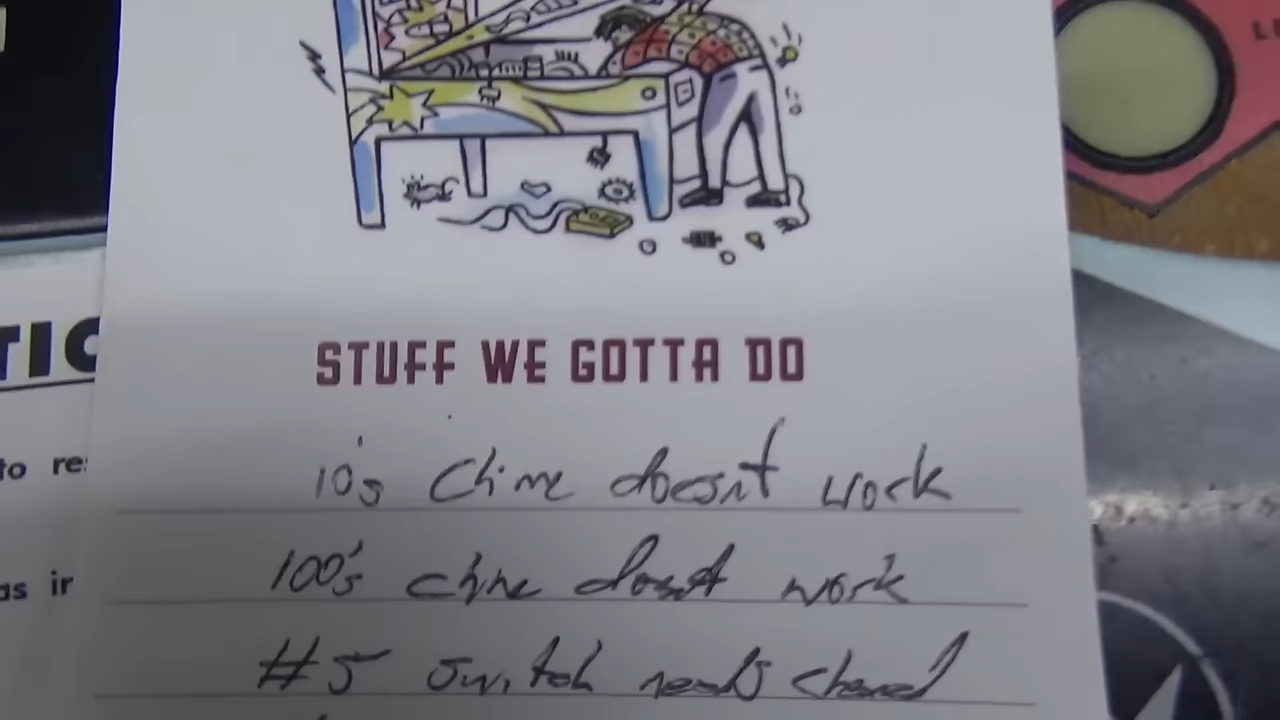 STUFF WE GOTTA DO
10's Chime doesn't work
100's chime doesn't work
#5 switch needs
TIC
to re
as ir